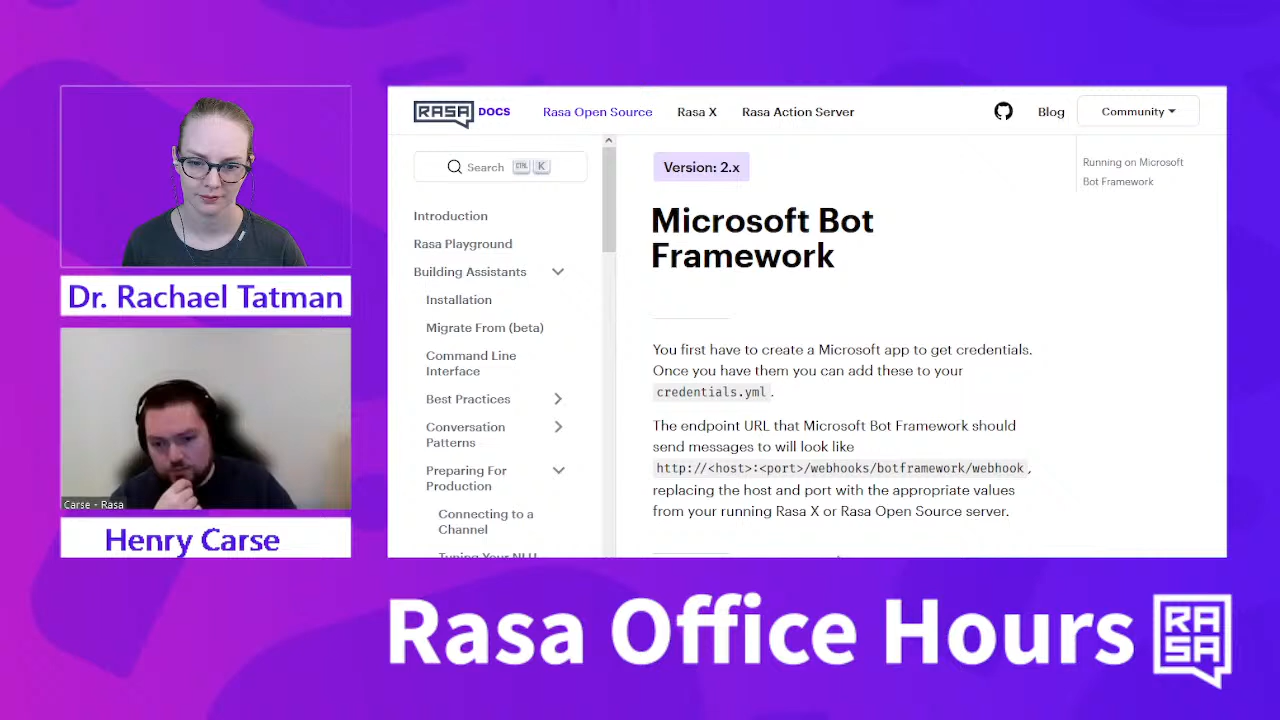 Dr. Rachael Tatman
Carse - Rasa
Henry Carse
RASA DOCS
Rasa Open Source
Rasa X
Rasa Action Server
Blog
Community
Search CTRL K
Introduction
Rasa Playground
Building Assistants
Installation
Migrate From (beta)
Command Line
Interface
Best Practices
Conversation
Patterns
Preparing For
Production
Connecting to a
Channel
Tuning Your NLU
Version: 2.x
Microsoft Bot
Framework
You first have to create a Microsoft app to get credentials.
Once you have them you can add these to your
credentials.yml.
The endpoint URL that Microsoft Bot Framework should
send messages to will look like
http://<host>:<port>/webhooks/botframework/webhook,
replacing the host and port with the appropriate values
from your running Rasa X or Rasa Open Source server.
Running on Microsoft
Bot Framework
Rasa Office Hours
RA
SA